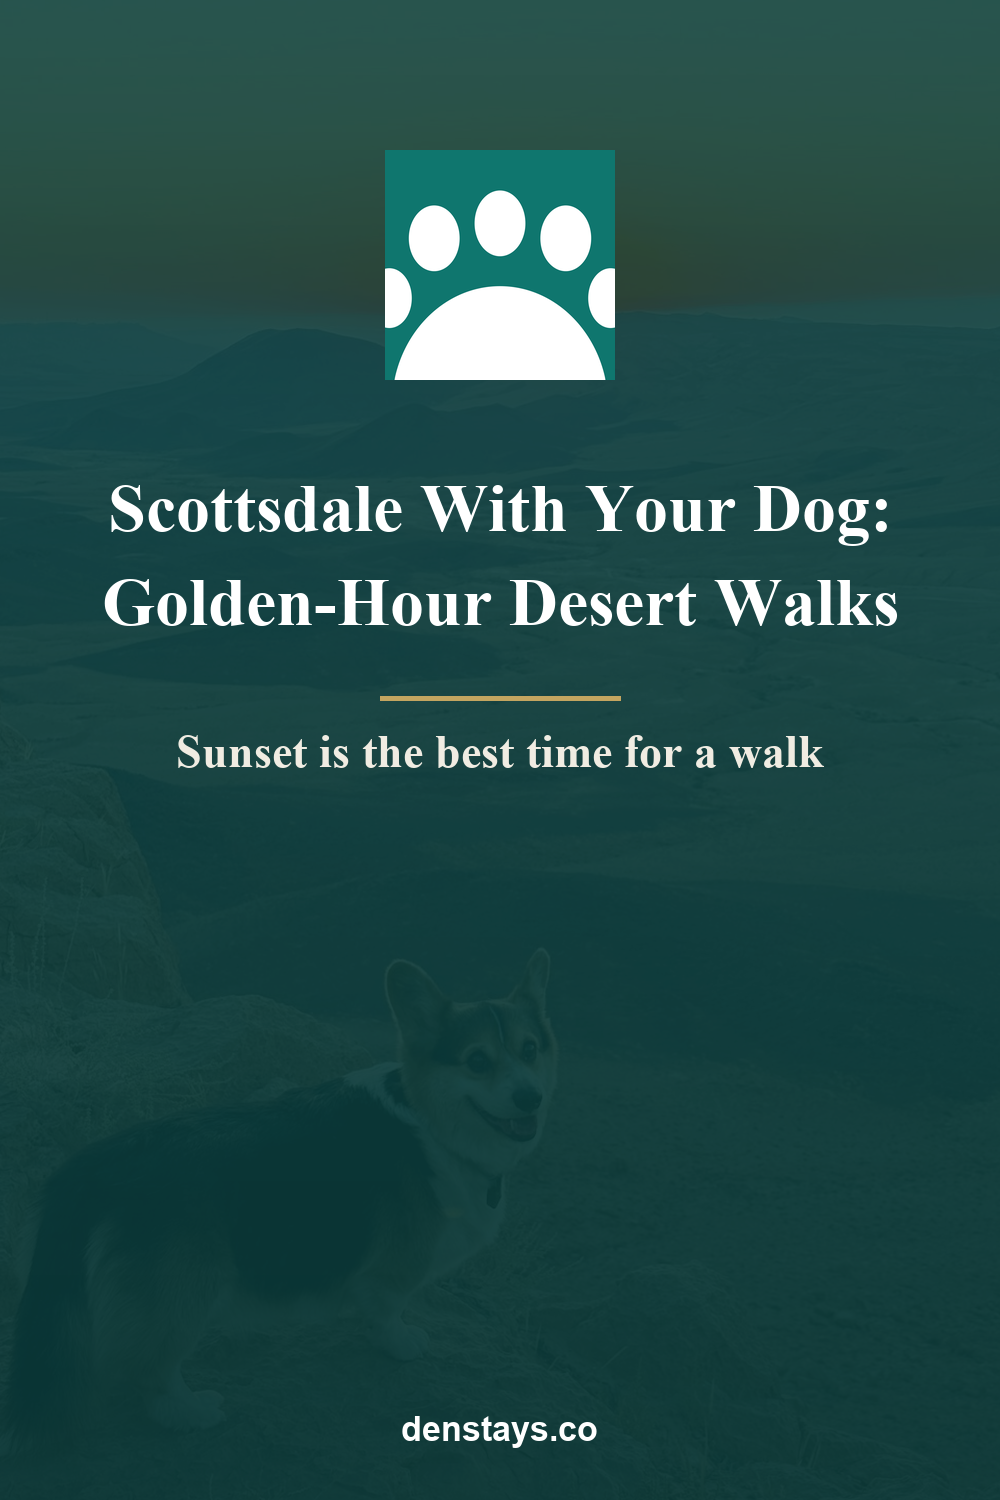 Scottsdale With Your Dog:
Golden-Hour Desert Walks
Sunset is the best time for a walk
denstays.co